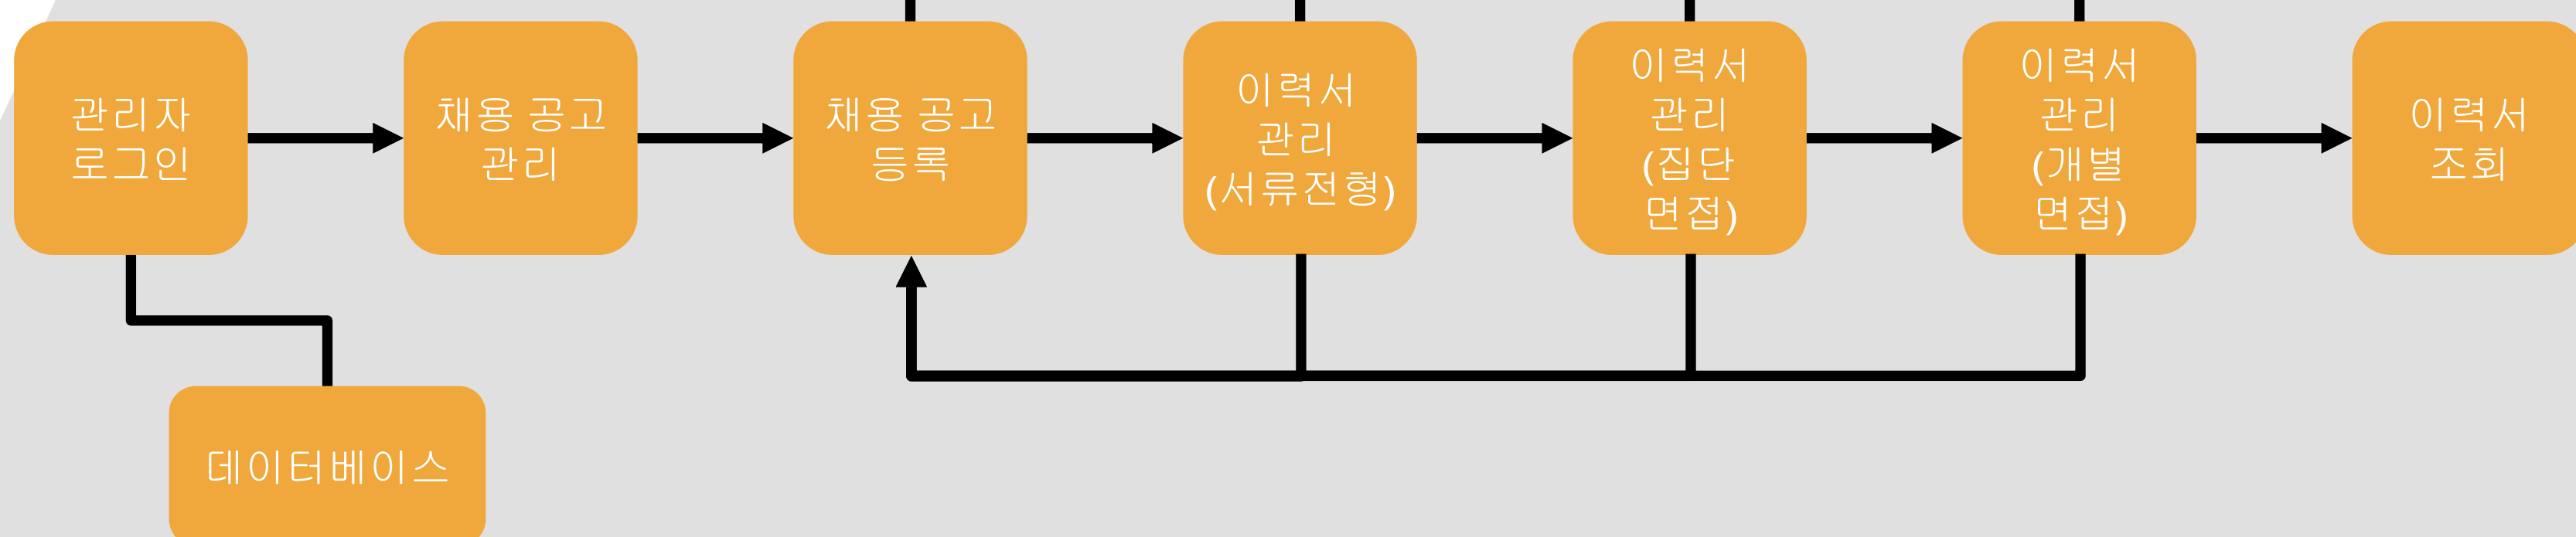 관리자
로그인
채용 공고
관리
채용 공고
등록
이력서
관리
(서류전형)
이력서
관리
(집단
면접)
이력서
관리
(개별
면접)
이력서
조회
데이터베이스